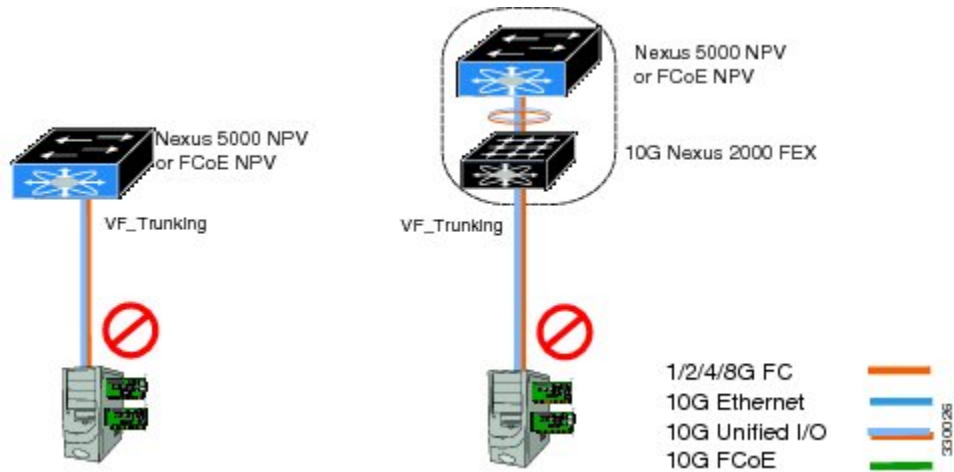 Nexus 5000 NPV
or FCoE NPV
VF_Trunking
Nexus 5000 NPV
or FCoE NPV
10G Nexus 2000 FEX
VF_Trunking
1/2/4/8G FC
10G Ethernet
10G Unified I/O
10G FCoE
330026